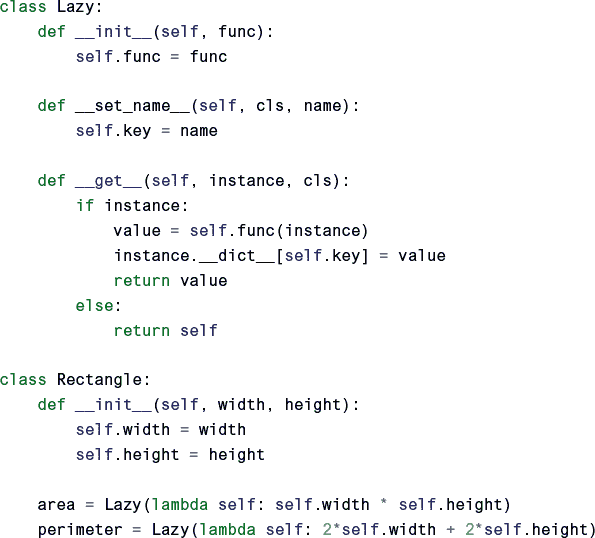 class Lazy:
    def __init__(self, func):
        self.func = func

    def __set_name__(self, cls, name):
        self.key = name

    def __get__(self, instance, cls):
        if instance:
            value = self.func(instance)
            instance.__dict__[self.key] = value
            return value
        else:
            return self

class Rectangle:
    def __init__(self, width, height):
        self.width = width
        self.height = height

    area = Lazy(lambda self: self.width * self.height)
    perimeter = Lazy(lambda self: 2*self.width + 2*self.height)